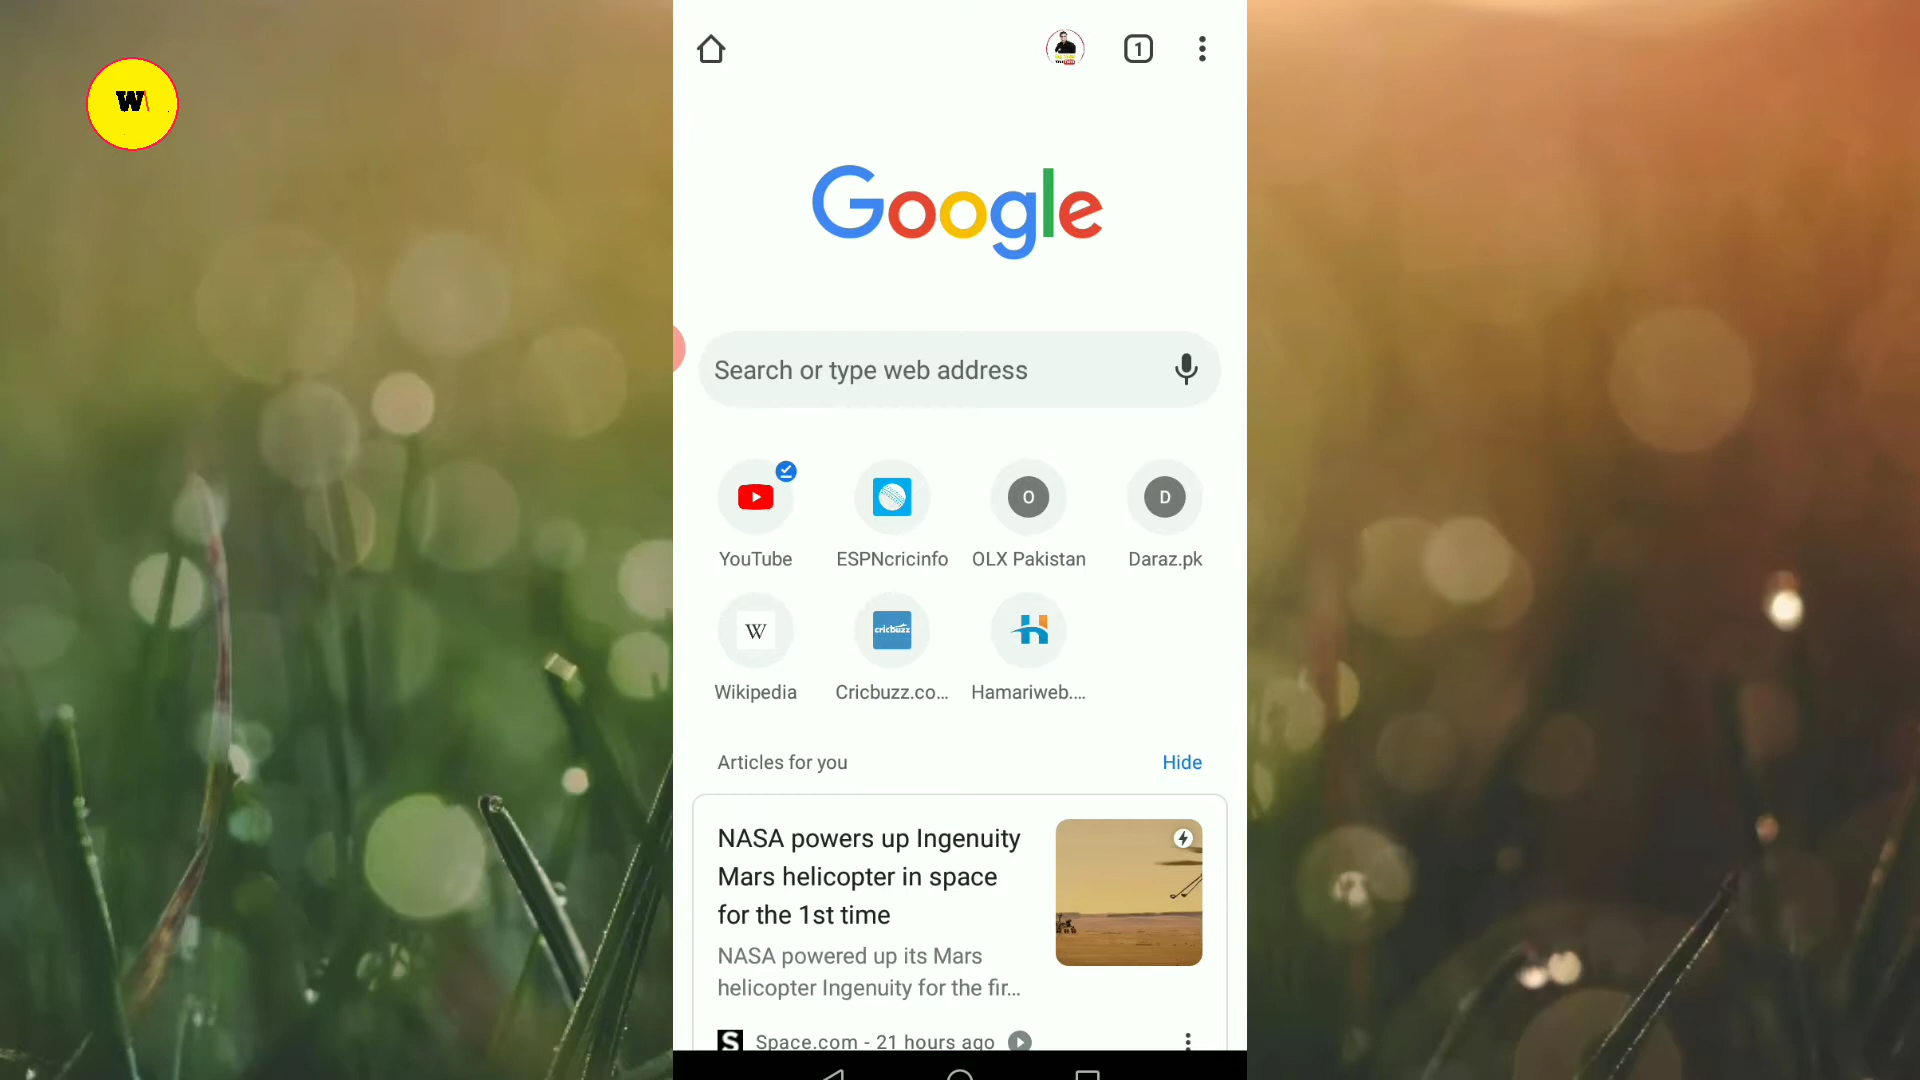 W
1
Google
Search or type web address
O
D
YouTube
ESPNcricinfo
OLX Pakistan
Daraz.pk
W
cricbuzz
H
Wikipedia
Cricbuzz.co...
Hamariweb....
Articles for you
Hide
NASA powers up Ingenuity
Mars helicopter in space
for the 1st time
NASA powered up its Mars
helicopter Ingenuity for the fir...
S
Space.com - 21 hours ago